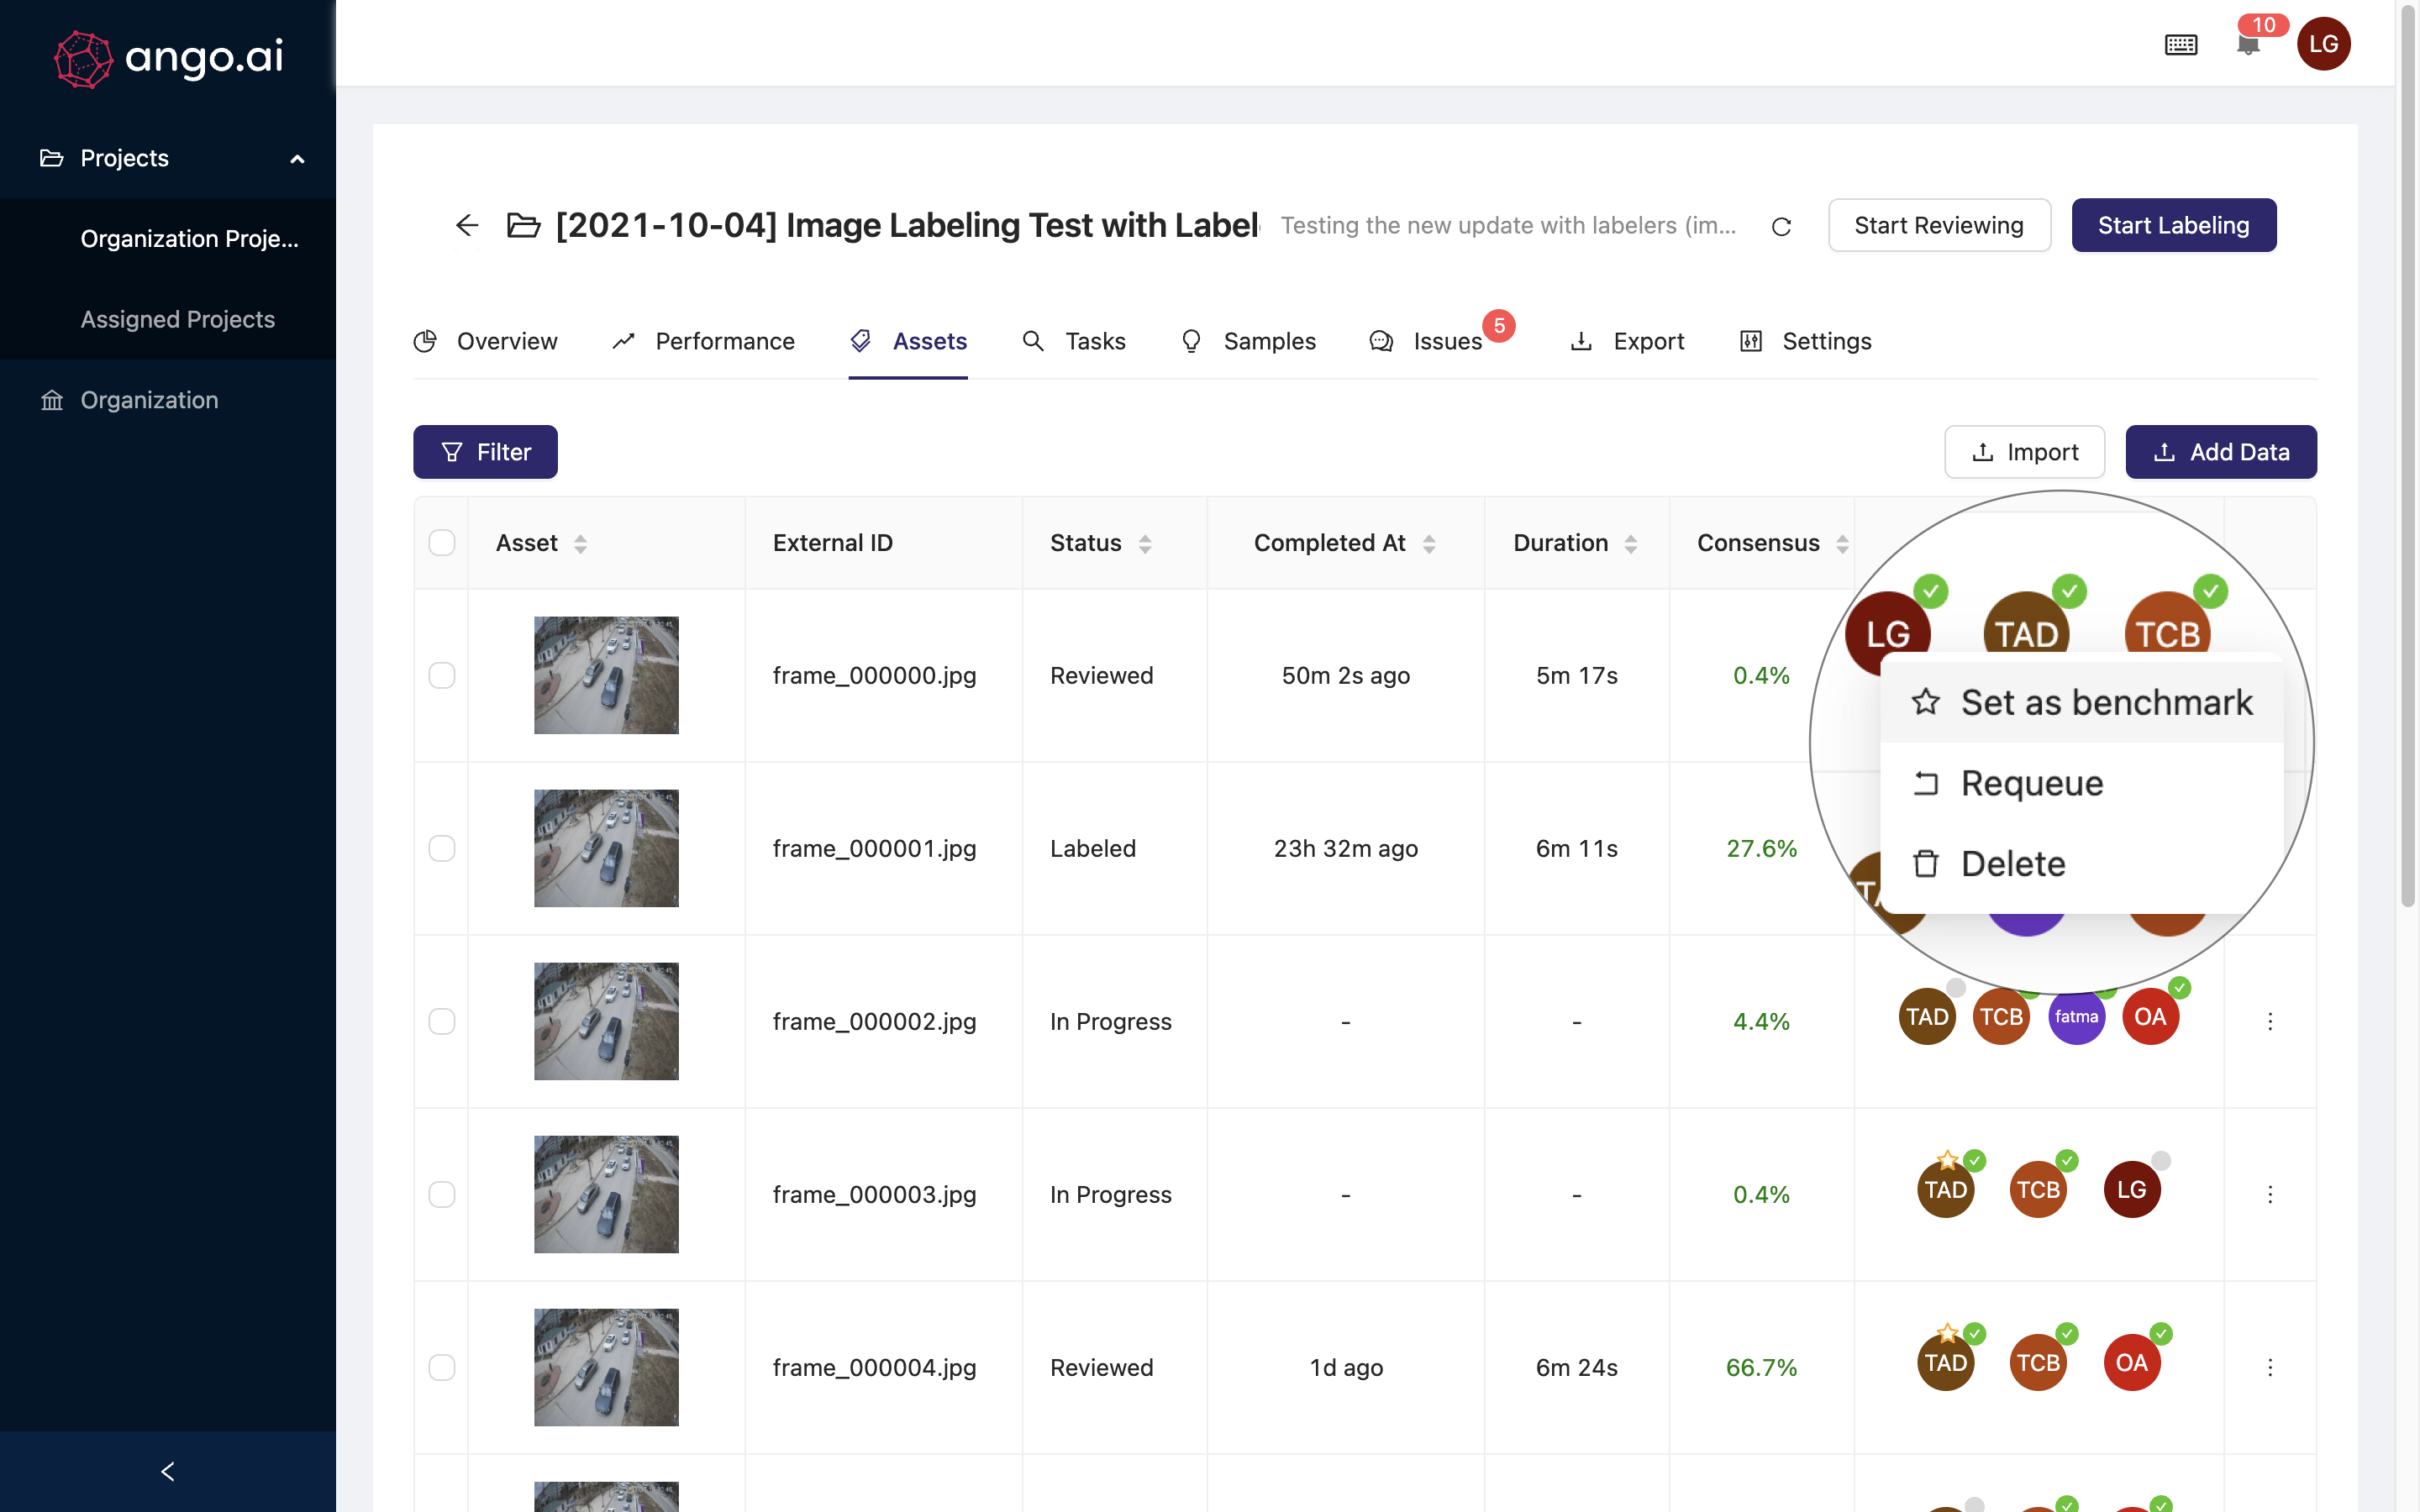 ango.ai
10
LG
Projects
Organization Proje...
Assigned Projects
Organization
[2021-10-04] Image Labeling Test with Label
Testing the new update with labelers (im...
Start Reviewing
Start Labeling
Overview
Performance
Assets
Tasks
Samples
Issues
5
Export
Settings
Filter
Import
Add Data
Asset
External ID
Status
Completed At
Duration
Consensus
frame_000000.jpg
Reviewed
50m 2s ago
5m 17s
0.4%
LG
TAD
TCB
Set as benchmark
Requeue
Delete
frame_000001.jpg
Labeled
23h 32m ago
6m 11s
27.6%
frame_000002.jpg
In Progress
-
-
4.4%
TAD
TCB
fatma
OA
frame_000003.jpg
In Progress
-
-
0.4%
TAD
TCB
LG
frame_000004.jpg
Reviewed
1d ago
6m 24s
66.7%
TAD
TCB
OA